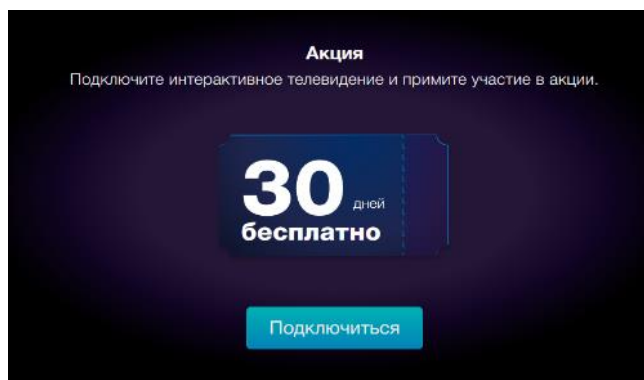 Акция
Подключите интерактивное телевидение и примите участие в акции.
30 дней
бесплатно
Подключиться